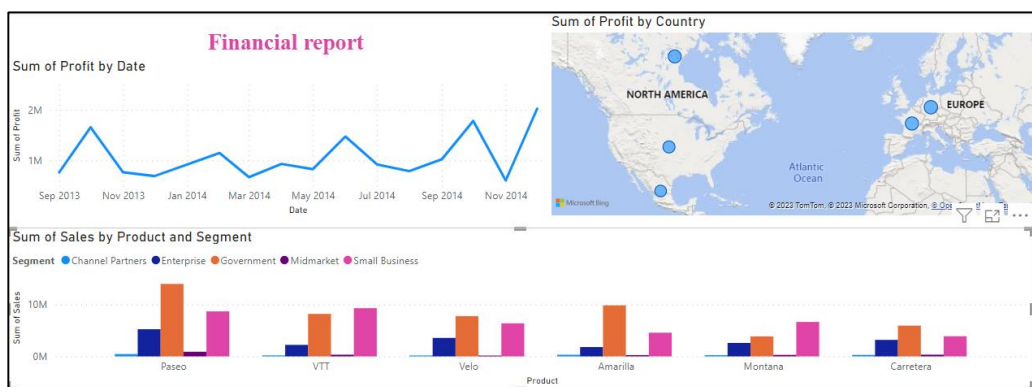 Financial report
Sum of Profit by Date
Sum of Profit
2M
1M
Sep 2013 Nov 2013 Jan 2014 Mar 2014 May 2014 Jul 2014 Sep 2014 Nov 2014
Date
Sum of Profit by Country
NORTH AMERICA
EUROPE
Atlantic
Ocean
Microsoft Bing
© 2023 TomTom, © 2023 Microsoft Corporation,
Sum of Sales by Product and Segment
Segment Channel Partners Enterprise Government Midmarket Small Business
Sum of Sales
10M
0M
Paseo VTT Velo Amarilla Montana Carretera
Product